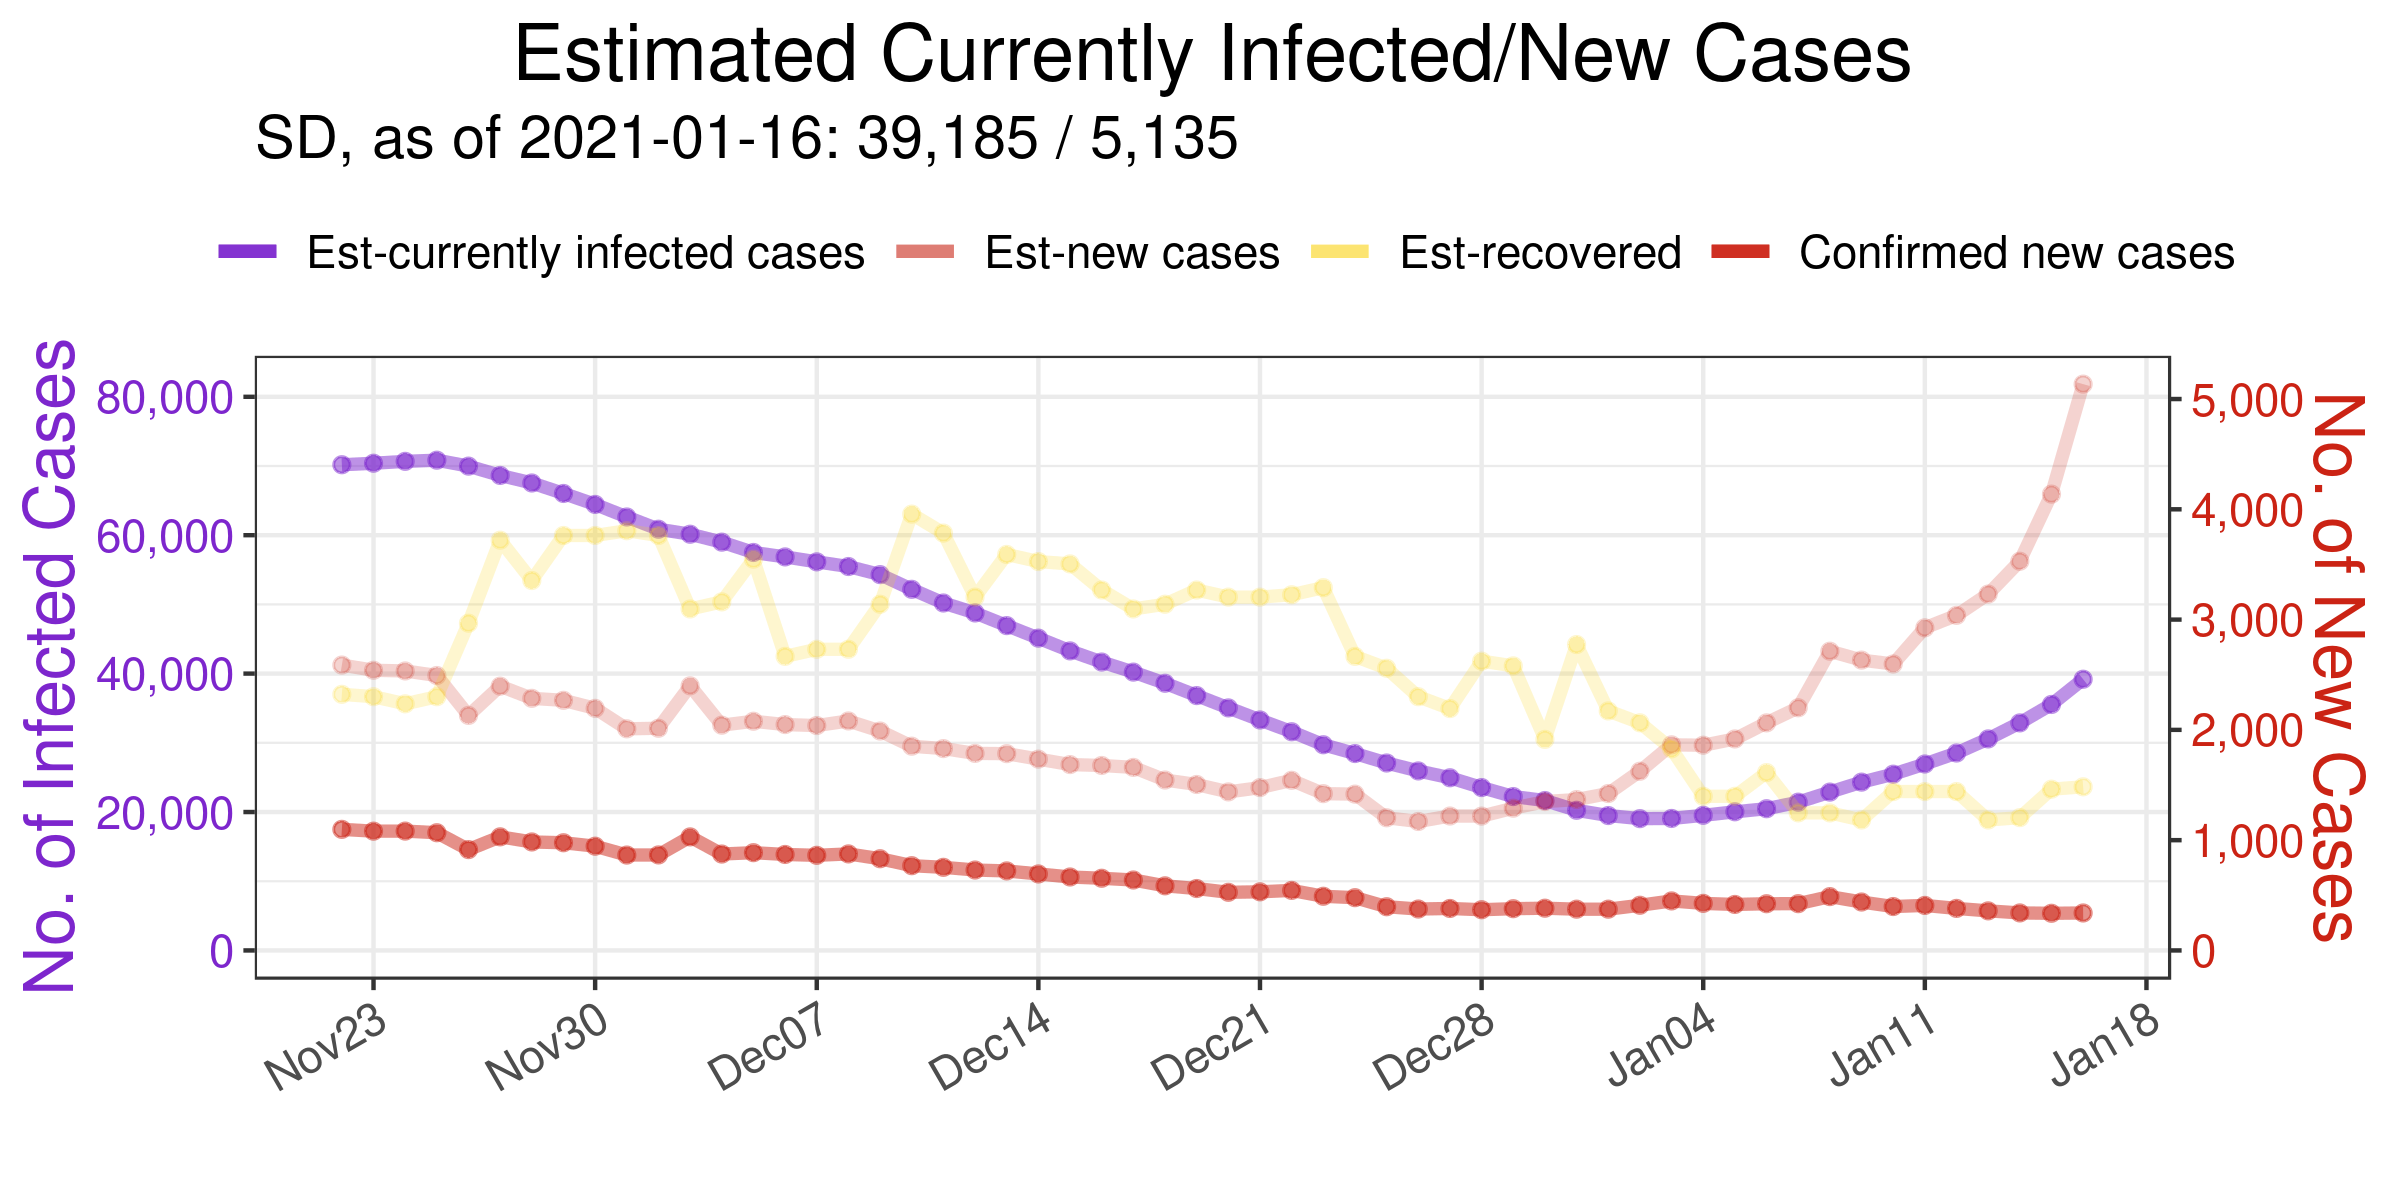 Estimated Currently Infected/New Cases
SD, as of 2021-01-16: 39,185 / 5,135
Est-currently infected cases Est-new cases Est-recovered Confirmed new cases
No. of Infected Cases
80,000
60,000
40,000
20,000
0
5,000
4,000
3,000
2,000
1,000
0
No. of New Cases
Nov23 Nov30 Dec07 Dec14 Dec21 Dec28 Jan04 Jan11 Jan18